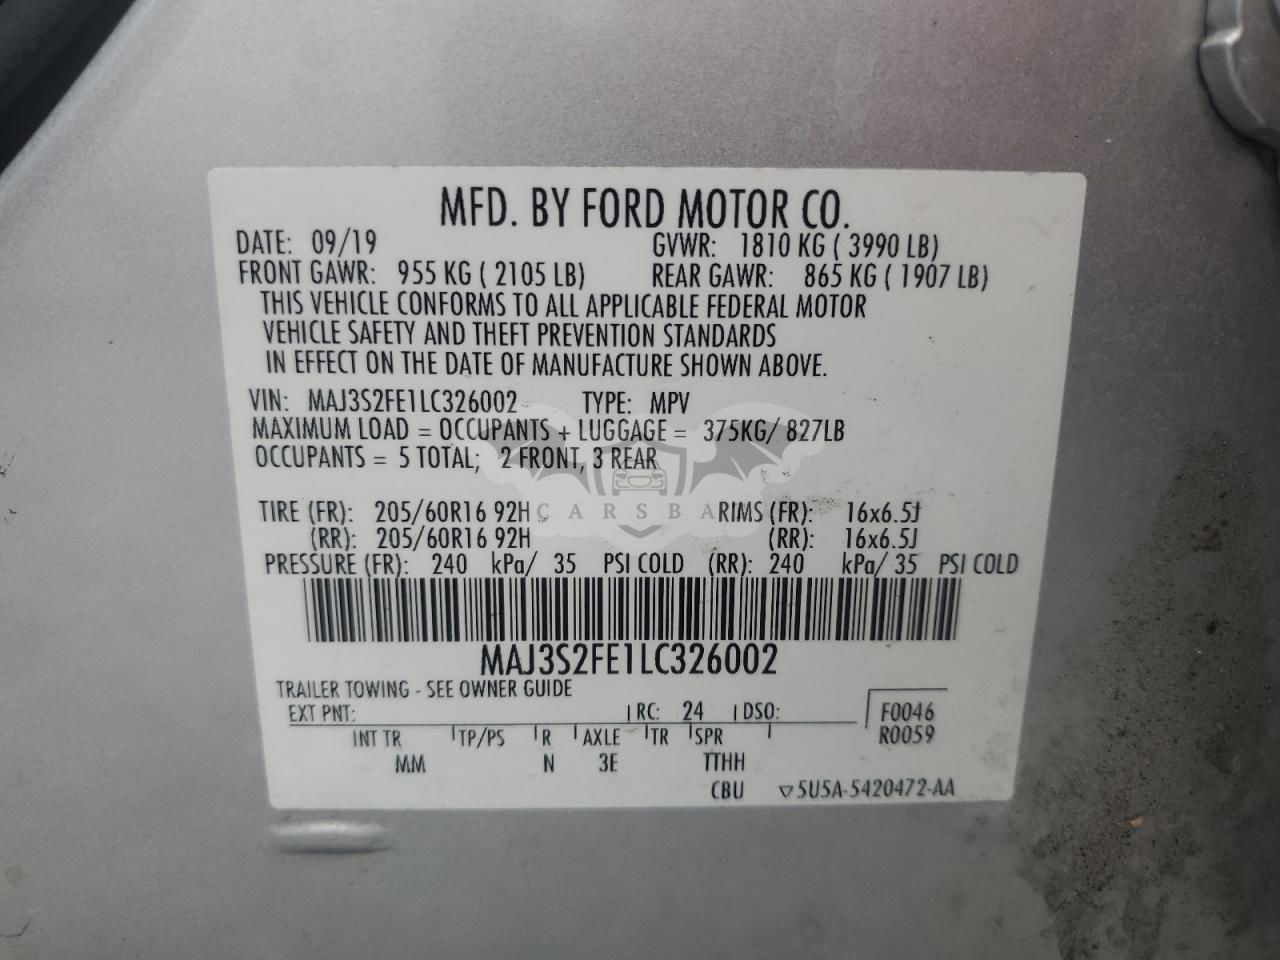 MFD. BY FORD MOTOR CO.
DATE: 09/19 GVWR: 1810 KG ( 3990 LB)
FRONT GAWR: 955 KG ( 2105 LB) REAR GAWR: 865 KG ( 1907 LB)
THIS VEHICLE CONFORMS TO ALL APPLICABLE FEDERAL MOTOR
VEHICLE SAFETY AND THEFT PREVENTION STANDARDS
IN EFFECT ON THE DATE OF MANUFACTURE SHOWN ABOVE.
VIN: MAJ3S2FE1LC326002 TYPE: MPV
MAXIMUM LOAD = OCCUPANTS + LUGGAGE = 375KG/ 827LB
OCCUPANTS = 5 TOTAL; 2 FRONT, 3 REAR
TIRE (FR): 205/60R16 92H RIMS (FR): 16x6.5J
CARSBA
(RR): 205/60R16 92H (RR): 16x6.5J
PRESSURE (FR): 240 kPa/ 35 PSI COLD (RR): 240 kPa/ 35 PSI COLD
MAJ3S2FE1LC326002
TRAILER TOWING - SEE OWNER GUIDE
EXT PNT: RC: 24 DSO: F0046
INT TR TP/PS R AXLE TR SPR R0059
MM N 3E TTHH
CBU ▽5U5A-5420472-AA